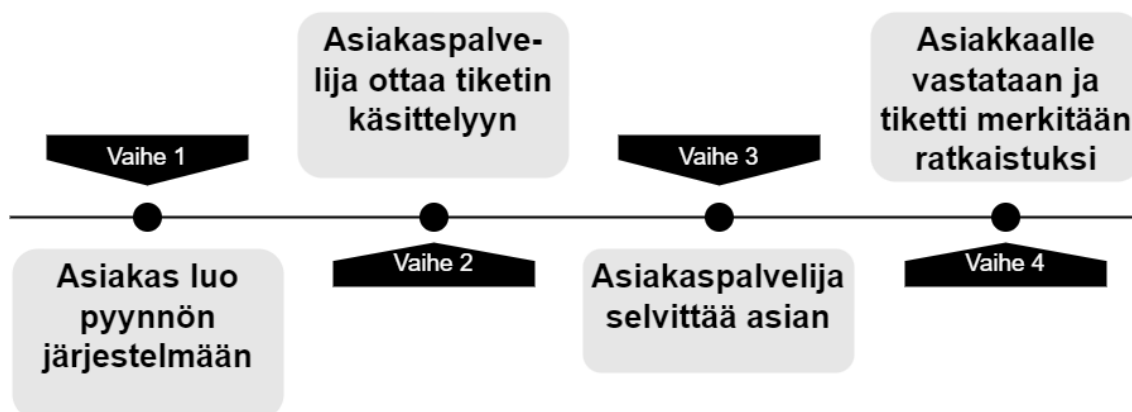 Vaihe 1
Asiakas luo
pyynnön
järjestelmään
Asiakaspalve-
lija ottaa tiketin
käsittelyyn
Vaihe 2
Vaihe 3
Asiakaspalvelija
selvittää asian
Asiakkaalle
vastataan ja
tiketti merkitään
ratkaistuksi
Vaihe 4